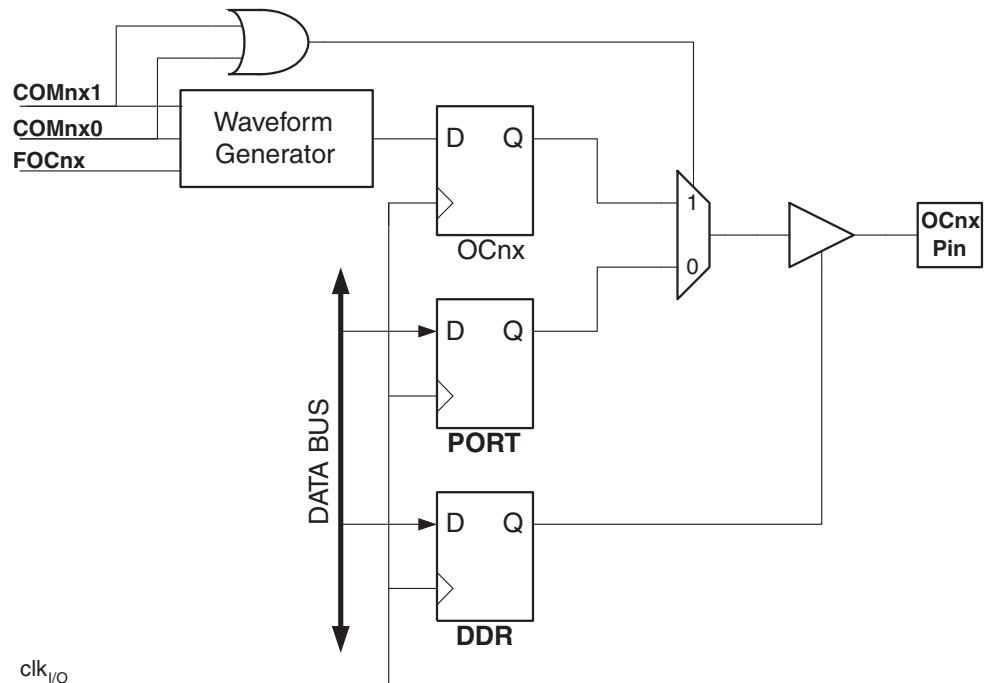 COMnx1
COMnx0
FOCnx
Waveform
Generator
D Q
OCnx
1
0
OCnx
Pin
D Q
PORT
DATA BUS
D Q
DDR
clkI/O